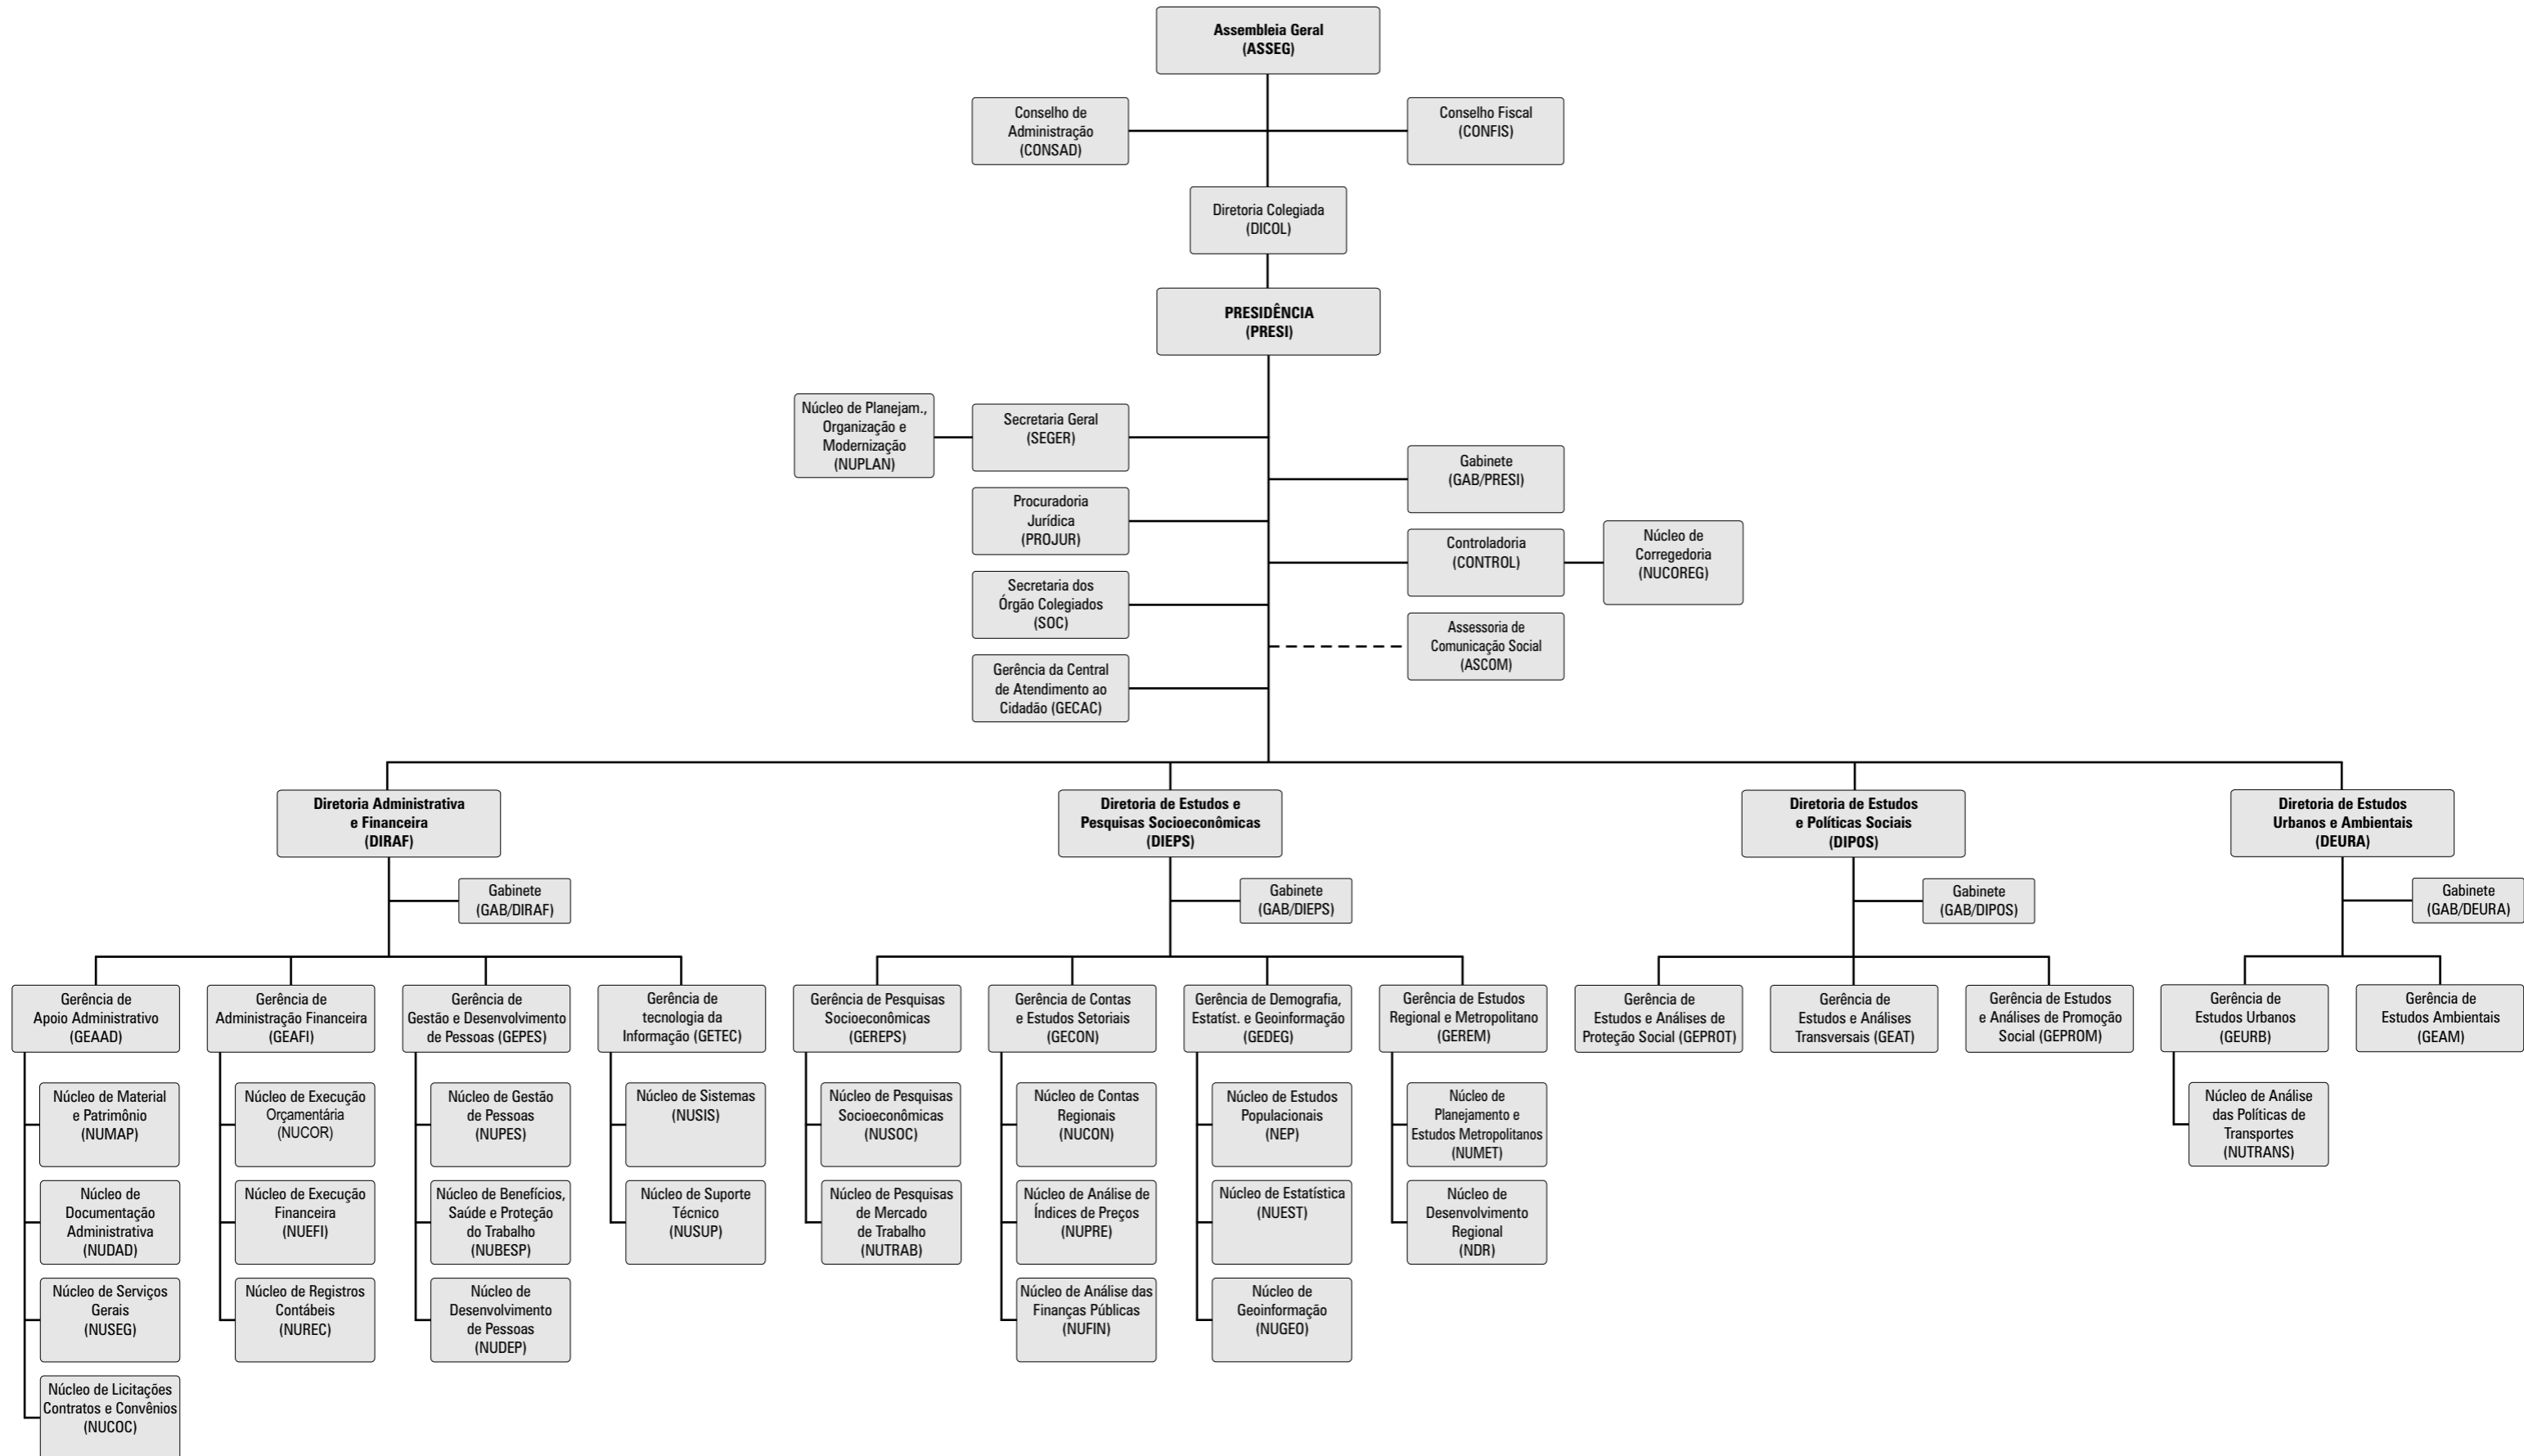 Assembleia Geral
(ASSEG)
Conselho de
Administração
(CONSAD)
Conselho Fiscal
(CONFIS)
Diretoria Colegiada
(DICOL)
PRESIDÊNCIA
(PRESI)
Núcleo de Planejam.,
Organização e
Modernização
(NUPLAN)
Secretaria Geral
(SEGER)
Gabinete
(GAB/PRESI)
Procuradoria
Jurídica
(PROJUR)
Controladoria
(CONTROL)
Núcleo de
Corregedoria
(NUCOREG)
Secretaria dos
Órgão Colegiados
(SOC)
Assessoria de
Comunicação Social
(ASCOM)
Gerência da Central
de Atendimento ao
Cidadão (GECAC)
Diretoria Administrativa
e Financeira
(DIRAF)
Diretoria de Estudos e
Pesquisas Socioeconômicas
(DIEPS)
Diretoria de Estudos
e Políticas Sociais
(DIPOS)
Diretoria de Estudos
Urbanos e Ambientais
(DEURA)
Gabinete
(GAB/DIRAF)
Gabinete
(GAB/DIEPS)
Gabinete
(GAB/DIPOS)
Gabinete
(GAB/DEURA)
Gerência de
Apoio Administrativo
(GEAAD)
Gerência de
Administração Financeira
(GEAFI)
Gerência de
Gestão e Desenvolvimento
de Pessoas (GEPES)
Gerência de
tecnologia da
Informação (GETEC)
Gerência de Pesquisas
Socioeconômicas
(GEREPS)
Gerência de Contas
e Estudos Setoriais
(GECON)
Gerência de Demografia,
Estatíst. e Geoinformação
(GEDEG)
Gerência de Estudos
Regional e Metropolitano
(GEREM)
Gerência de
Estudos e Análises de
Proteção Social (GEPROT)
Gerência de
Estudos e Análises
Transversais (GEAT)
Gerência de Estudos
e Análises de Promoção
Social (GEPROM)
Gerência de
Estudos Urbanos
(GEURB)
Gerência de
Estudos Ambientais
(GEAM)
Núcleo de Material
e Patrimônio
(NUMAP)
Núcleo de Execução
Orçamentária
(NUCOR)
Núcleo de Gestão
de Pessoas
(NUPES)
Núcleo de Sistemas
(NUSIS)
Núcleo de Pesquisas
Socioeconômicas
(NUSOC)
Núcleo de Contas
Regionais
(NUCON)
Núcleo de Estudos
Populacionais
(NEP)
Núcleo de
Planejamento e
Estudos Metropolitanos
(NUMET)
Núcleo de Análise
das Políticas de
Transportes
(NUTRANS)
Núcleo de
Documentação
Administrativa
(NUDAD)
Núcleo de Execução
Financeira
(NUEFI)
Núcleo de Benefícios,
Saúde e Proteção
do Trabalho
(NUBESP)
Núcleo de Suporte
Técnico
(NUSUP)
Núcleo de Pesquisas
de Mercado
de Trabalho
(NUTRAB)
Núcleo de Análise de
Índices de Preços
(NUPRE)
Núcleo de Estatística
(NUEST)
Núcleo de
Desenvolvimento
Regional
(NDR)
Núcleo de Serviços
Gerais
(NUSEG)
Núcleo de Registros
Contábeis
(NUREC)
Núcleo de
Desenvolvimento
de Pessoas
(NUDEP)
Núcleo de Análise das
Finanças Públicas
(NUFIN)
Núcleo de
Geoinformação
(NUGEO)
Núcleo de Licitações
Contratos e Convênios
(NUCOC)